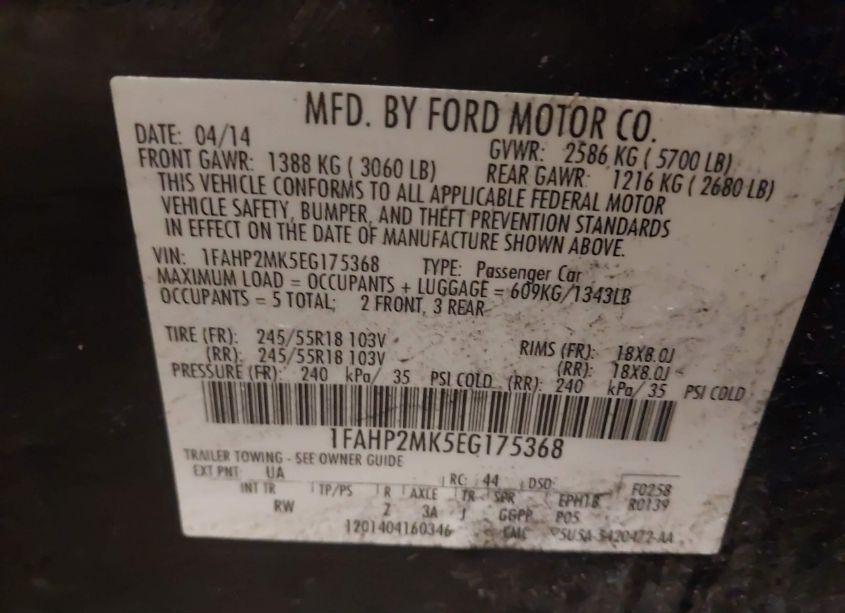 MFD. BY FORD MOTOR CO.
DATE: 04/14 GVWR: 2586 KG ( 5700 LB)
FRONT GAWR: 1388 KG ( 3060 LB) REAR GAWR: 1216 KG ( 2680 LB)
THIS VEHICLE CONFORMS TO ALL APPLICABLE FEDERAL MOTOR
VEHICLE SAFETY, BUMPER, AND THEFT PREVENTION STANDARDS
IN EFFECT ON THE DATE OF MANUFACTURE SHOWN ABOVE.
VIN: 1FAHP2MK5EG175368 TYPE: Passenger Car
MAXIMUM LOAD = OCCUPANTS + LUGGAGE = 609KG/1343LB
OCCUPANTS = 5 TOTAL; 2 FRONT, 3 REAR
TIRE (FR): 245/55R18 103V RIMS (FR): 18X8.0J
(RR): 245/55R18 103V (RR): 18X8.0J
PRESSURE (FR): 240 kPa/ 35 PSI COLD (RR): 240 kPa/ 35 PSI COLD
1FAHP2MK5EG175368
TRAILER TOWING - SEE OWNER GUIDE
EXT PNT: UA RC: 44 DSO: F0258
INT TR TP/PS R AXLE TR SPR EPH18 R0139
RW Z 3A J GGPP P05
1201404160346